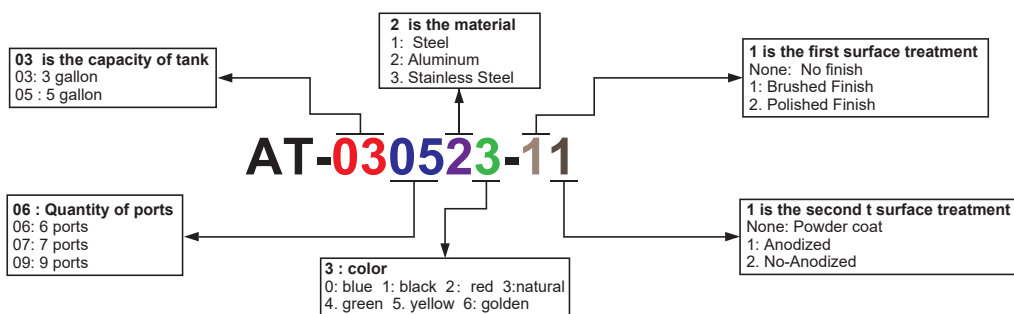 2 is the material
1: Steel
2: Aluminum
3. Stainless Steel
03 is the capacity of tank
03: 3 gallon
05 : 5 gallon
1 is the first surface treatment
None: No finish
1: Brushed Finish
2. Polished Finish
AT-030523-11
06 : Quantity of ports
06: 6 ports
07: 7 ports
09: 9 ports
3 : color
0: blue 1: black 2: red 3:natural
4. green 5. yellow 6: golden
1 is the second t surface treatment
None: Powder coat
1: Anodized
2. No-Anodized